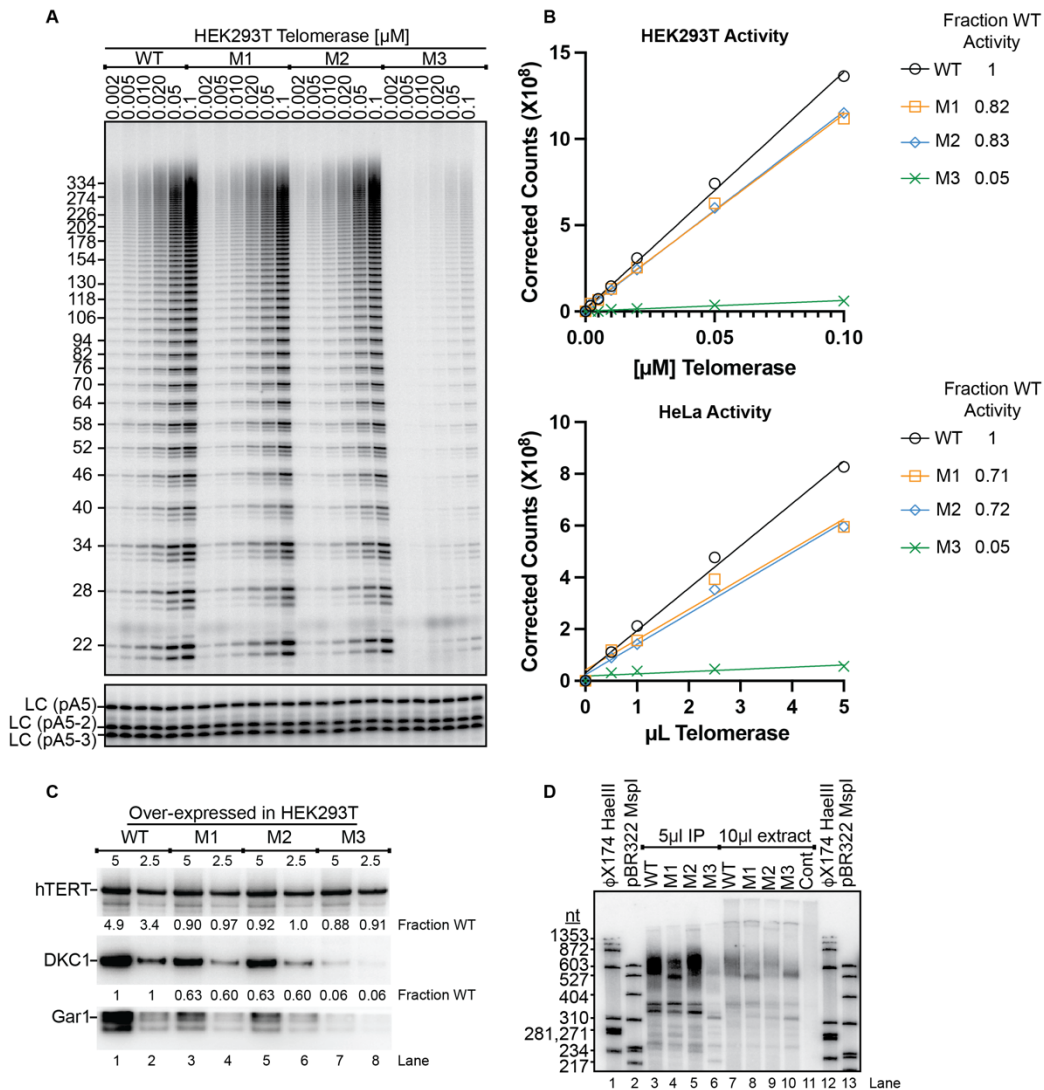 A
HEK293T Telomerase [µM]
WT M1 M2 M3
0.002 0.005 0.010 0.020 0.05 0.1 0.002 0.005 0.010 0.020 0.05 0.1 0.002 0.005 0.010 0.020 0.05 0.1 0.002 0.005 0.010 0.020 0.05 0.1
334
274
226
202
178
154
130
118
106
94
82
76
70
64
58
52
46
40
34
28
22
LC (pA5)
LC (pA5-2)
LC (pA5-3)
B
HEK293T Activity
Fraction WT
Activity
WT 1
M1 0.82
M2 0.83
M3 0.05
Corrected Counts (X10⁸)
15
10
5
0
0.00 0.05 0.10
[µM] Telomerase
HeLa Activity
Fraction WT
Activity
WT 1
M1 0.71
M2 0.72
M3 0.05
Corrected Counts (X10⁸)
10
8
6
4
2
0
0 1 2 3 4 5
µL Telomerase
C
Over-expressed in HEK293T
WT M1 M2 M3
5 2.5 5 2.5 5 2.5 5 2.5
hTERT
4.9 3.4 0.90 0.97 0.92 1.0 0.88 0.91 Fraction WT
DKC1
1 1 0.63 0.60 0.63 0.60 0.06 0.06 Fraction WT
Gar1
1 2 3 4 5 6 7 8 Lane
D
ϕX174 HaeIII
pBR322 MspI
5µl IP 10µl extract
WT M1 M2 M3 WT M1 M2 M3 Cont.
ϕX174 HaeIII
pBR322 MspI
nt
1353
872
603
527
404
310
281,271
234
217
1 2 3 4 5 6 7 8 9 10 11 12 13 Lane